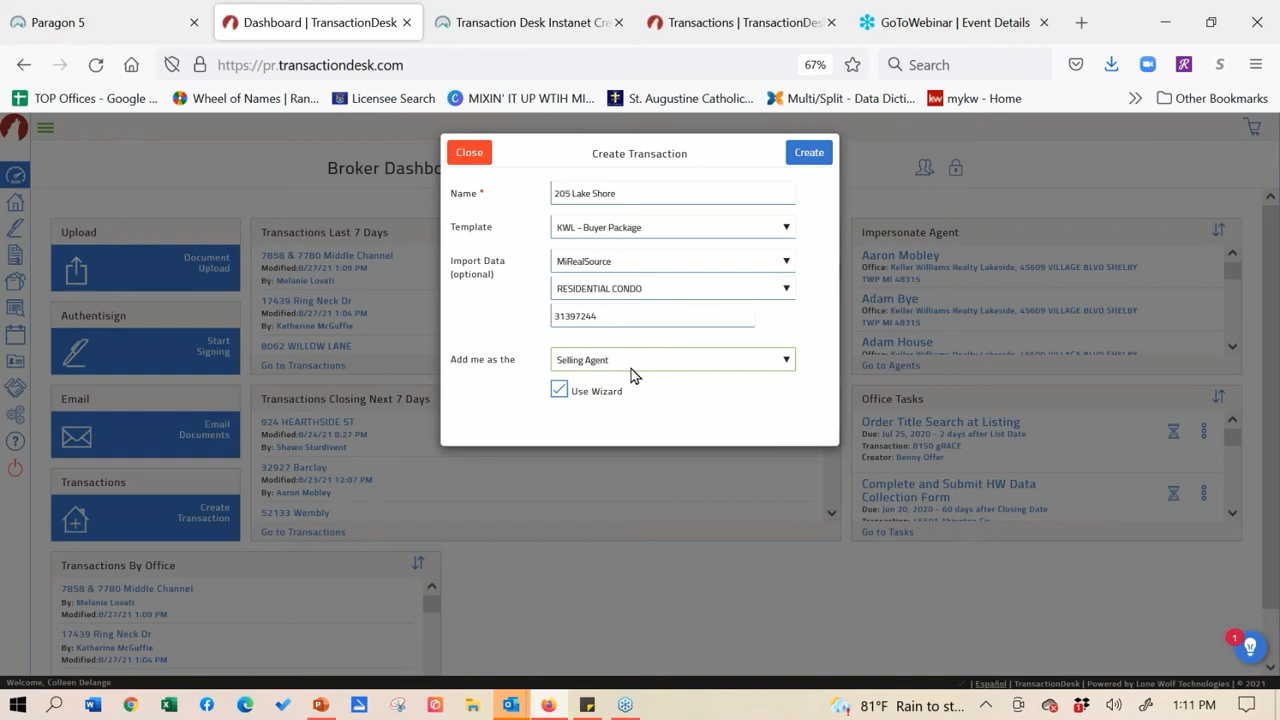 Paragon 5
Dashboard | TransactionDesk
Transaction Desk Instanet Cre
Transactions | TransactionDes
GoToWebinar | Event Details
https://pr.transactiondesk.com
67%
Search
TOP Offices - Google ...
Wheel of Names | Ran...
Licensee Search
MIXIN' IT UP WTIH MI...
St. Augustine Catholic...
Multi/Split - Data Dicti...
mykw - Home
Other Bookmarks
Broker Dashbo
Close
Create Transaction
Create
Name *
205 Lake Shore
Template
KWL - Buyer Package
Import Data
(optional)
MiRealSource
RESIDENTIAL CONDO
31397244
Add me as the
Selling Agent
Use Wizard
Upload
Document
Upload
Authentisign
Start
Signing
Email
Email
Documents
Transactions
Create
Transaction
Transactions Last 7 Days
7858 & 7780 Middle Channel
Modified:8/27/21 1:09 PM
By: Melanie Lovati
17439 Ring Neck Dr
Modified:8/27/21 1:04 PM
By: Katherine McGuffie
8062 WILLOW LANE
Go to Transactions
Transactions Closing Next 7 Days
924 HEARTHSIDE ST
Modified:8/24/21 8:27 PM
By: Shawn Sturdivent
32927 Barclay
Modified:8/23/21 12:07 PM
By: Aaron Mobley
52133 Wembly
Go to Transactions
Impersonate Agent
Aaron Mobley
Office: Keller Williams Realty Lakeside, 45609 VILLAGE BLVD SHELBY
TWP MI 48315
Adam Bye
Office: Keller Williams Realty Lakeside, 45609 VILLAGE BLVD SHELBY
TWP MI 48315
Adam House
Go to Agents
Office Tasks
Order Title Search at Listing
Due: Jul 25, 2020 - 2 days after List Date
Transaction: 8150 gRACE
Creator: Benny Offer
Complete and Submit HW Data
Collection Form
Due: Jun 20, 2020 - 60 days after Closing Date
Go to Tasks
Transactions By Office
7858 & 7780 Middle Channel
By: Melanie Lovati
Modified:8/27/21 1:09 PM
17439 Ring Neck Dr
By: Katherine McGuffie
Modified:8/27/21 1:04 PM
1
Welcome, Colleen Delange
| Español | TransactionDesk | Powered by Lone Wolf Technologies | © 2021
81°F Rain to st...
1:11 PM